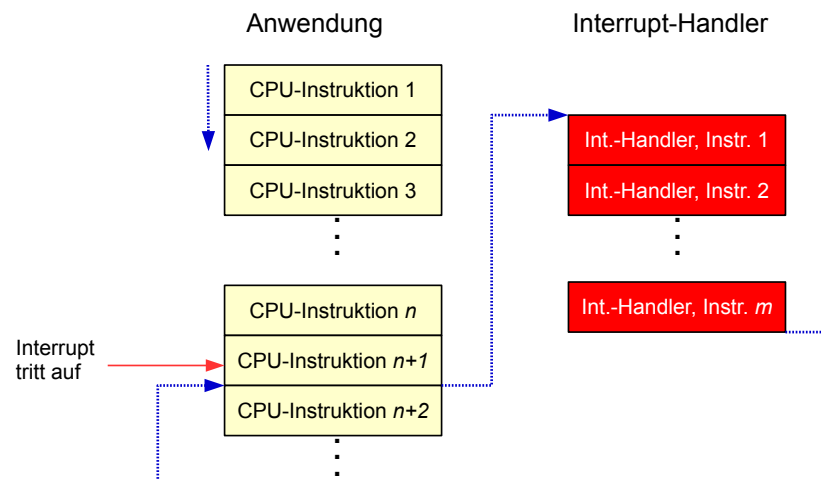 Anwendung
Interrupt-Handler
CPU-Instruktion 1
CPU-Instruktion 2
CPU-Instruktion 3
Int.-Handler, Instr. 1
Int.-Handler, Instr. 2
CPU-Instruktion n
CPU-Instruktion n+1
CPU-Instruktion n+2
Int.-Handler, Instr. m
Interrupt
tritt auf